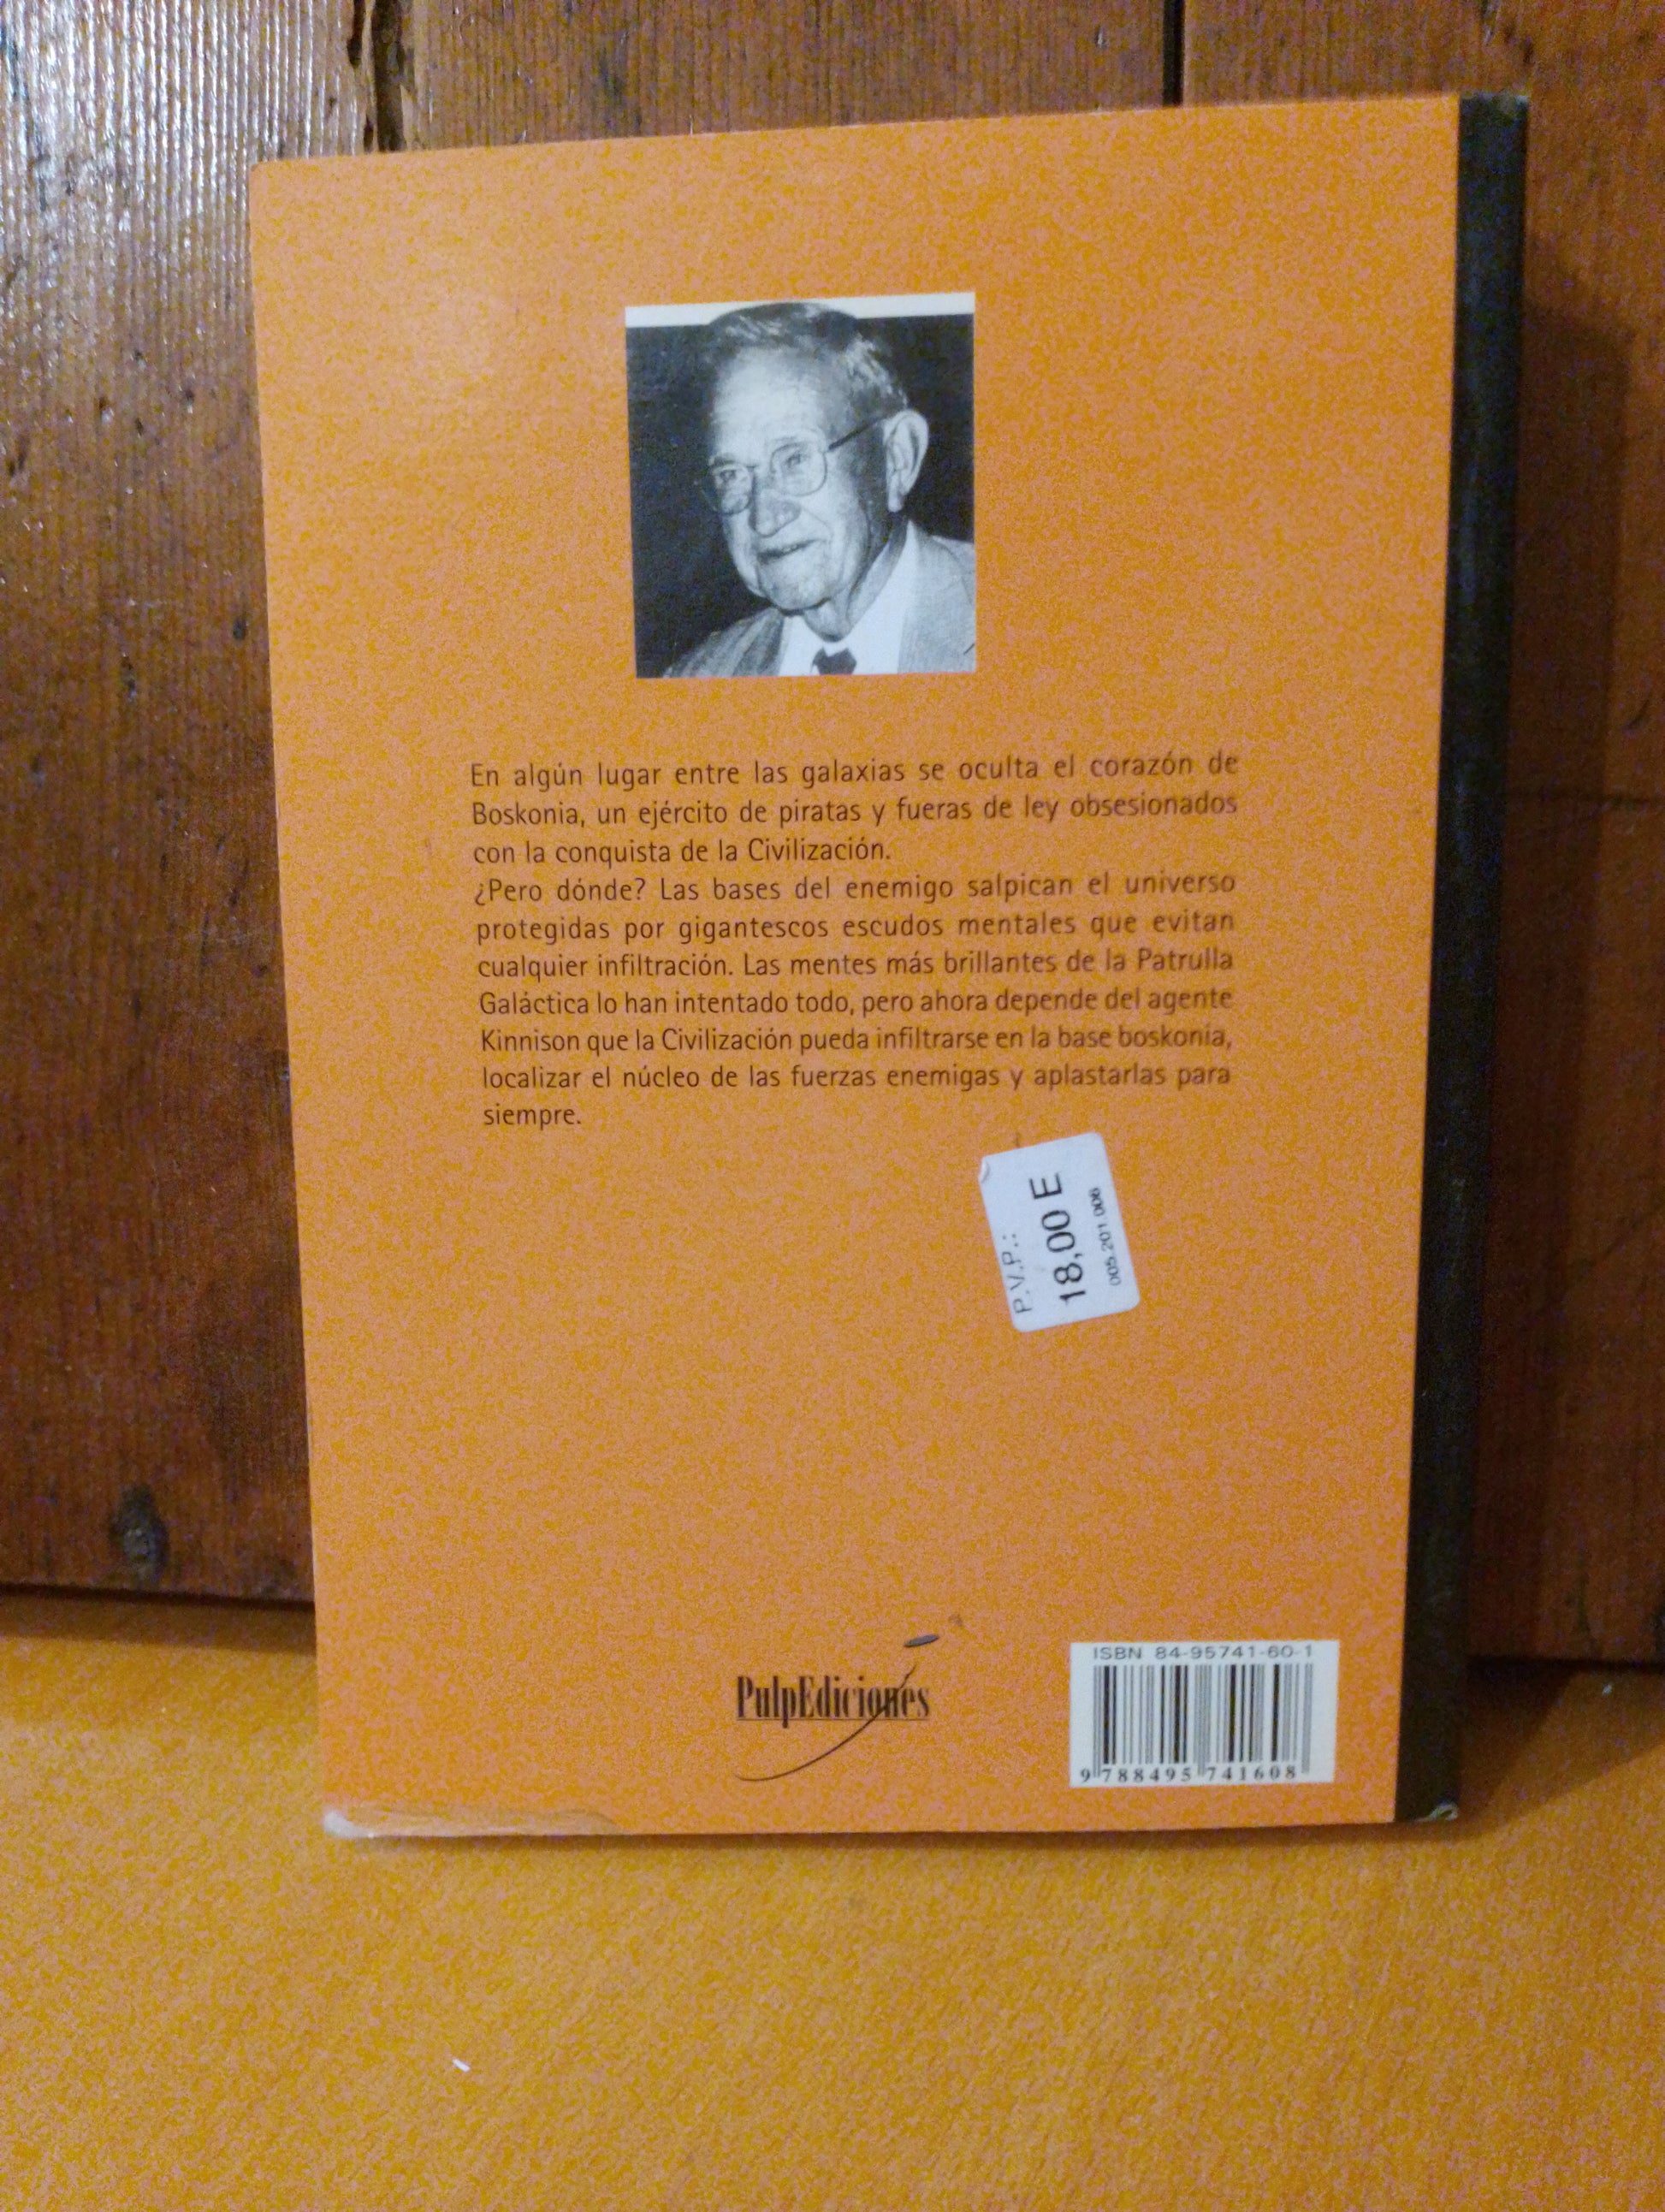 En algún lugar entre las galaxias se oculta el corazón de
Boskonia, un ejército de piratas y fueras de ley obsesionados
con la conquista de la Civilización.
¿Pero dónde? Las bases del enemigo salpican el universo
protegidas por gigantescos escudos mentales que evitan
cualquier infiltración. Las mentes más brillantes de la Patrulla
Galáctica lo han intentado todo, pero ahora depende del agente
Kinnison que la Civilización pueda infiltrarse en la base boskonia,
localizar el núcleo de las fuerzas enemigas y aplastarlas para
siempre.
P.V.P.:
18,00 E
005.201.006
PulpEdiciones
ISBN 84-95741-60-1
9 788495 741608